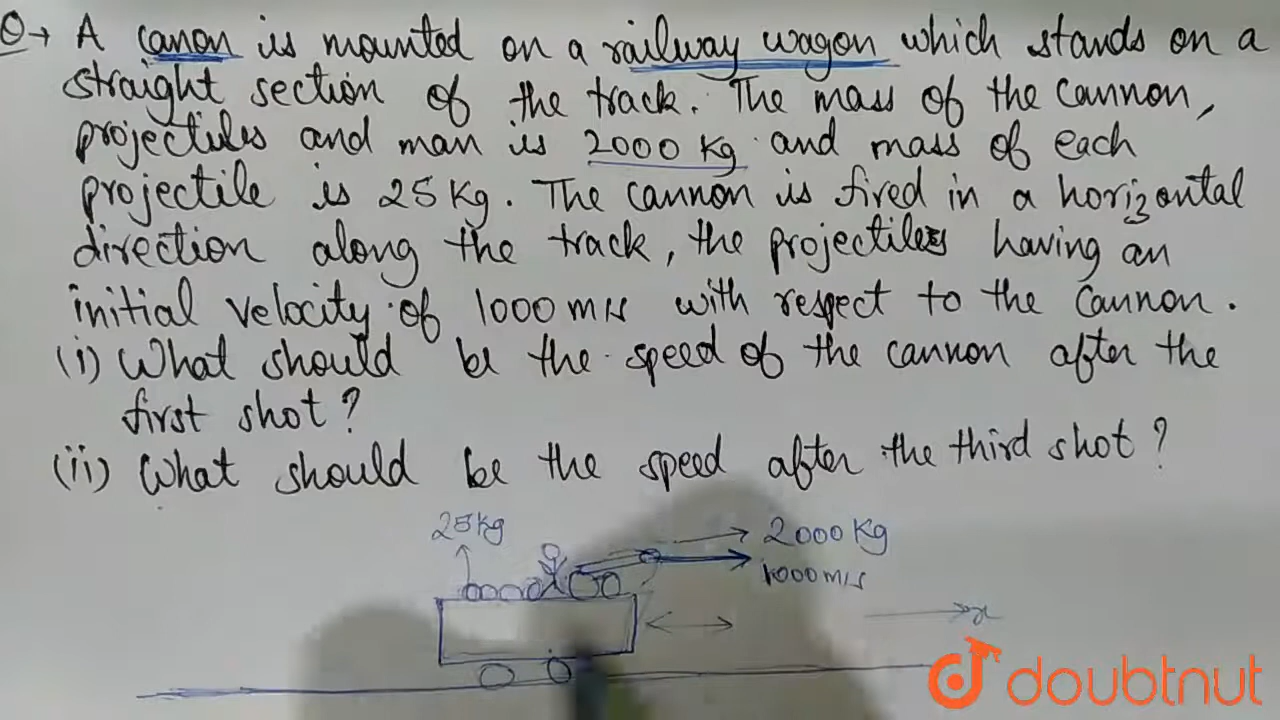 Q→ A canon is mounted on a railway wagon which stands on a
straight section of the track. The mass of the cannon,
projectiles and man is 2000 Kg and mass of each
projectile is 25 Kg. The cannon is fired in a horizontal
direction along the track, the projectiles having an
initial velocity of 1000 m/s with respect to the cannon.
(i) What should be the speed of the cannon after the
first shot?
(ii) What should be the speed after the third shot?
25kg
2000 Kg
1000 m/s
x
doubtnut